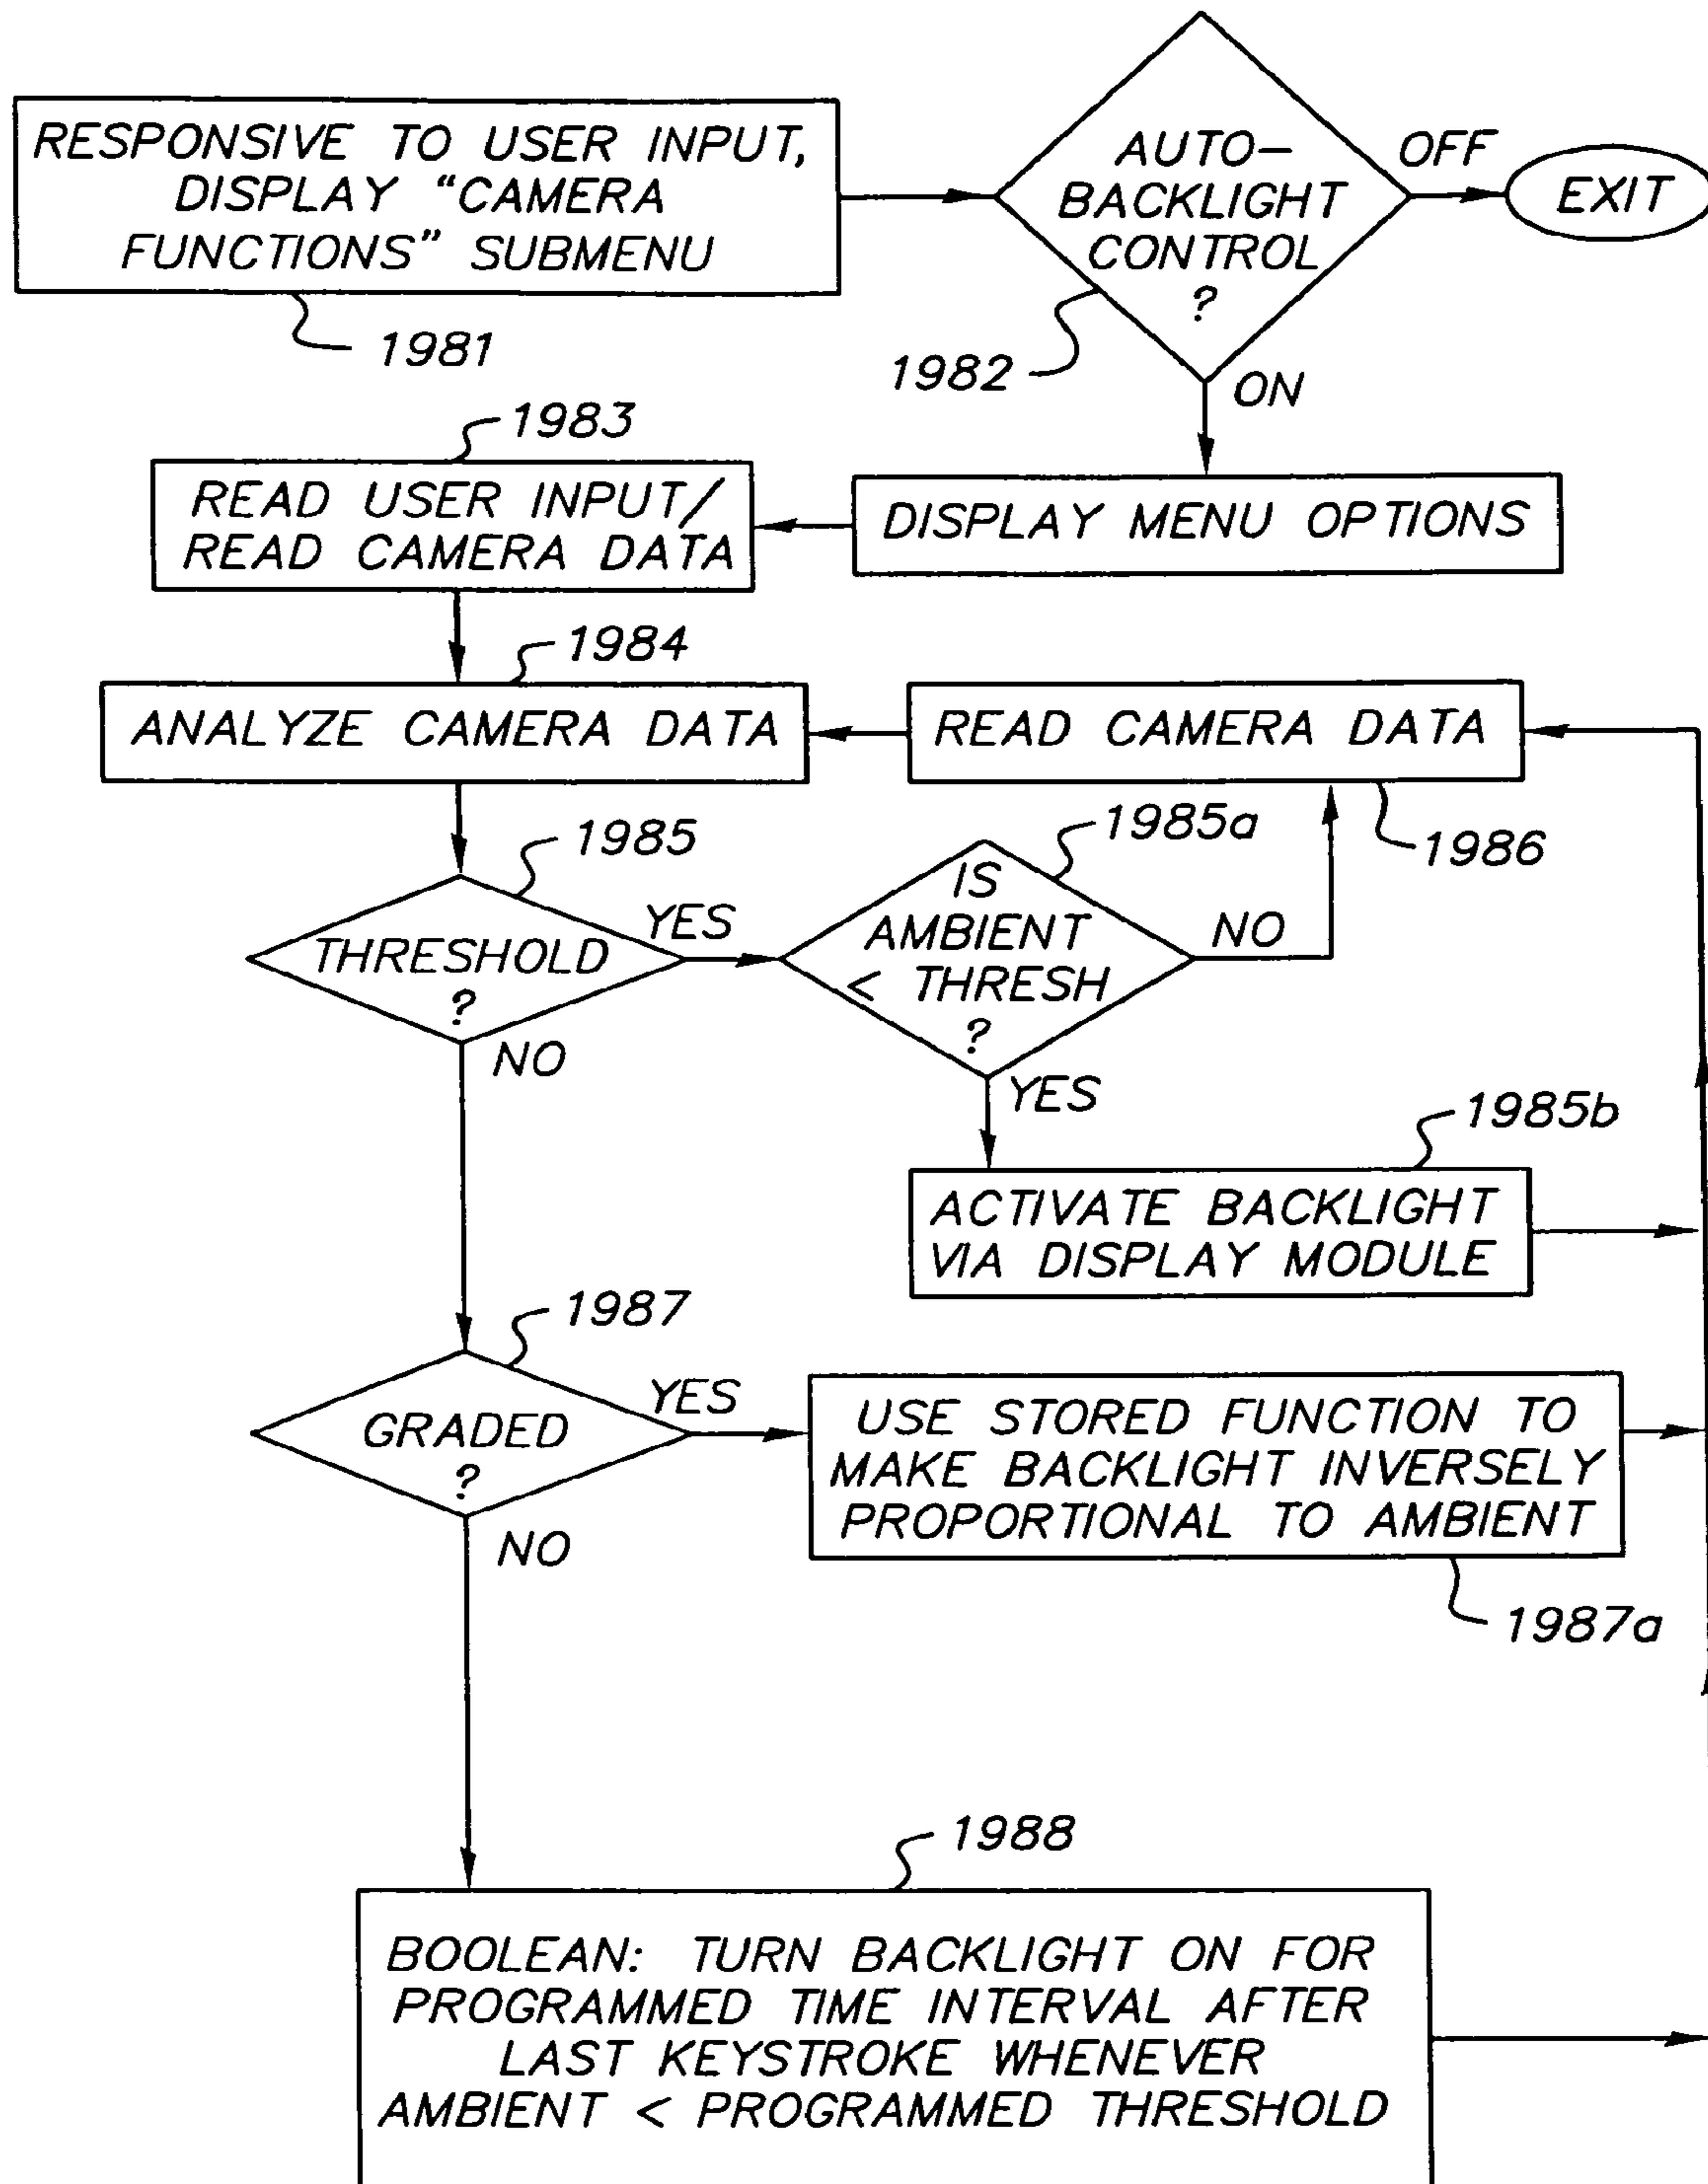 RESPONSIVE TO USER INPUT,
DISPLAY "CAMERA
FUNCTIONS" SUBMENU
1981
AUTO-
BACKLIGHT
CONTROL
?
1982
OFF
EXIT
ON
DISPLAY MENU OPTIONS
1983
READ USER INPUT/
READ CAMERA DATA
1984
ANALYZE CAMERA DATA
READ CAMERA DATA
1986
1985
THRESHOLD
?
YES
NO
1985a
IS
AMBIENT
< THRESH
?
NO
YES
1985b
ACTIVATE BACKLIGHT
VIA DISPLAY MODULE
1987
GRADED
?
YES
NO
USE STORED FUNCTION TO
MAKE BACKLIGHT INVERSELY
PROPORTIONAL TO AMBIENT
1987a
1988
BOOLEAN: TURN BACKLIGHT ON FOR
PROGRAMMED TIME INTERVAL AFTER
LAST KEYSTROKE WHENEVER
AMBIENT < PROGRAMMED THRESHOLD